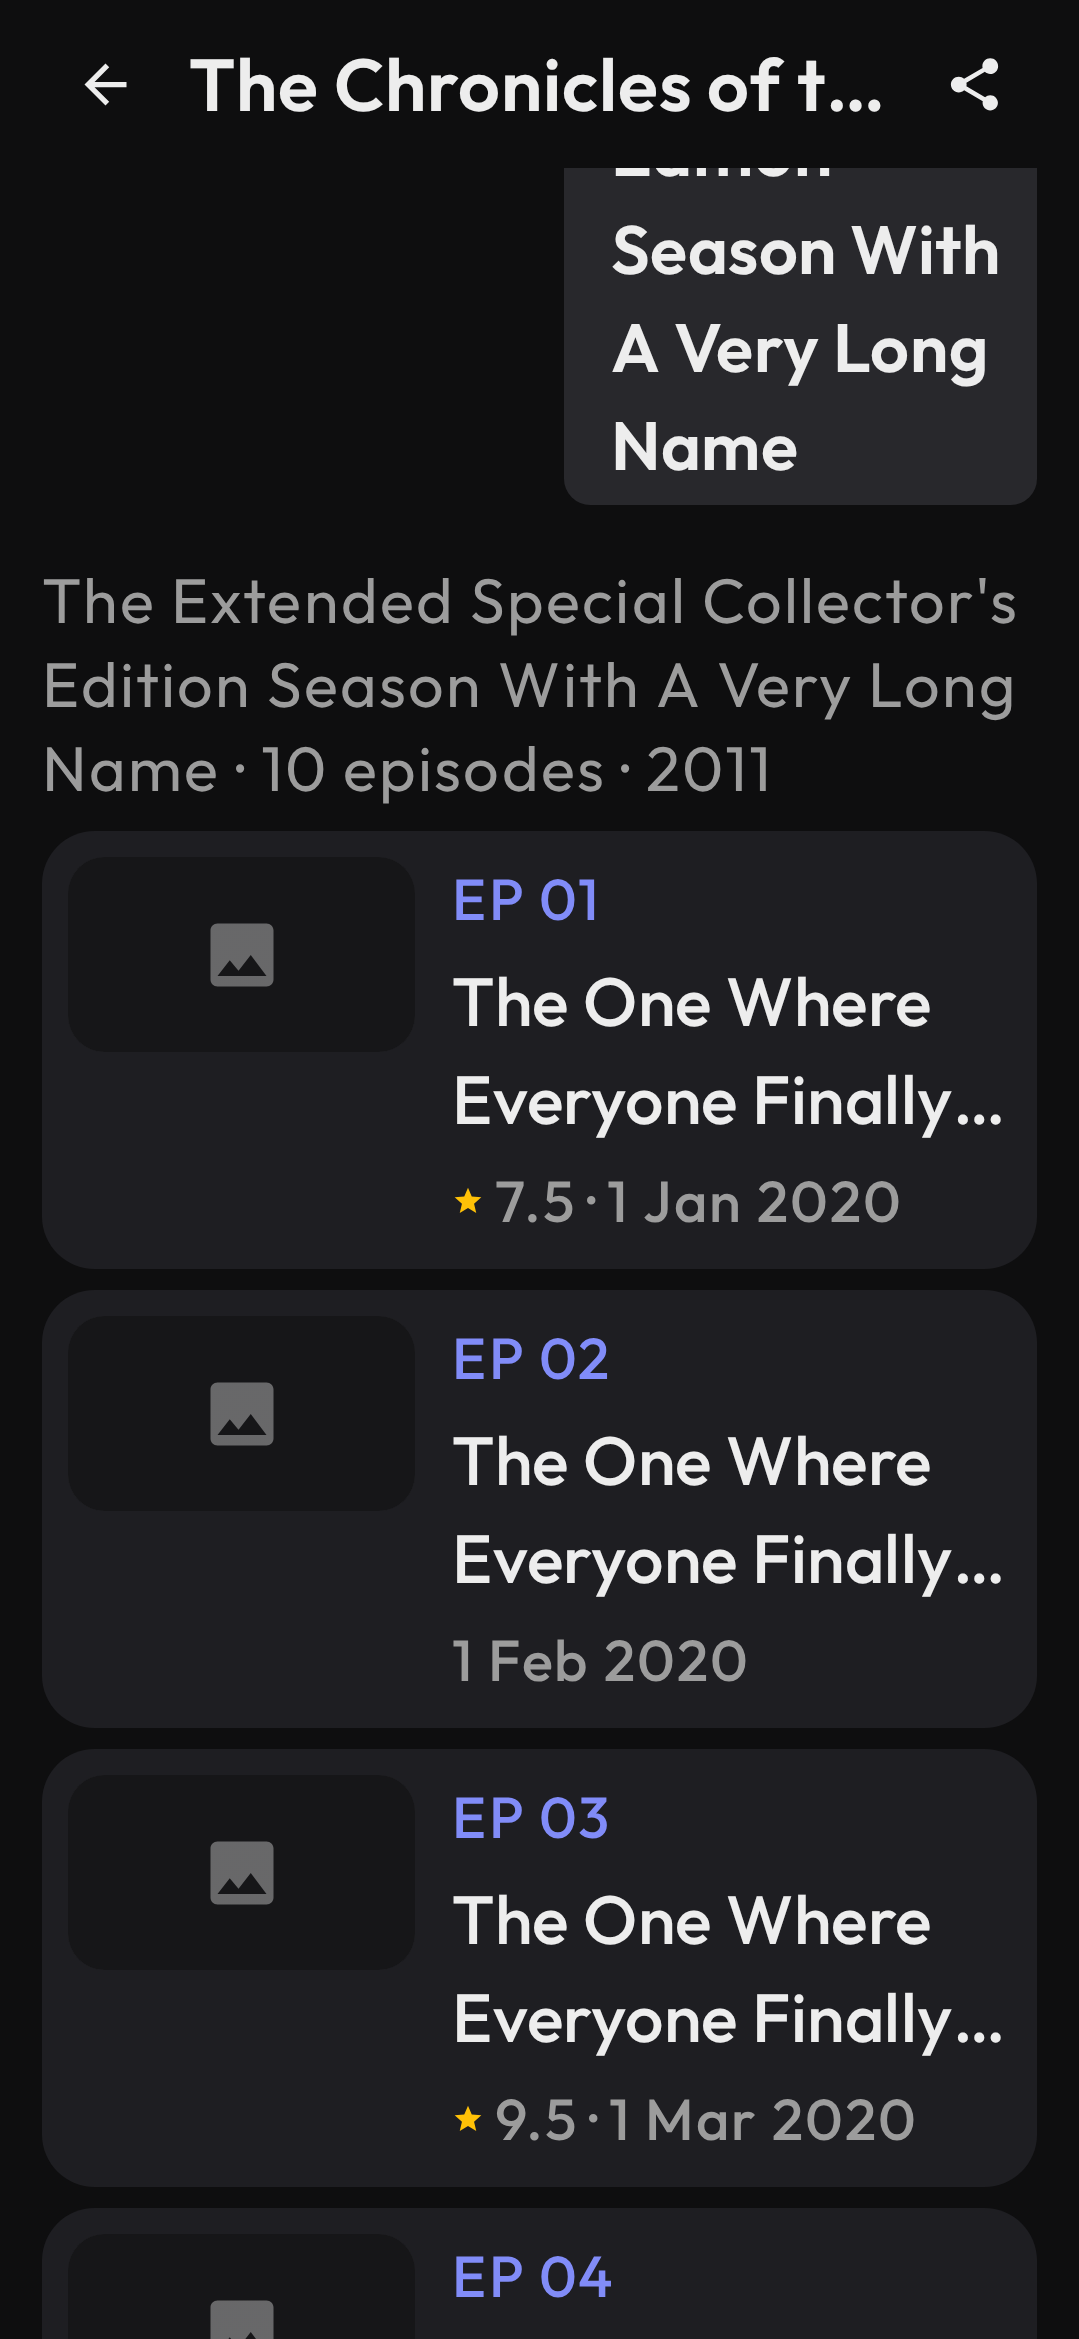 The Chronicles of t...
Edition
Season With
A Very Long
Name
The Extended Special Collector's
Edition Season With A Very Long
Name · 10 episodes · 2011
EP 01
The One Where
Everyone Finally...
7.5 · 1 Jan 2020
EP 02
The One Where
Everyone Finally...
1 Feb 2020
EP 03
The One Where
Everyone Finally...
9.5 · 1 Mar 2020
EP 04